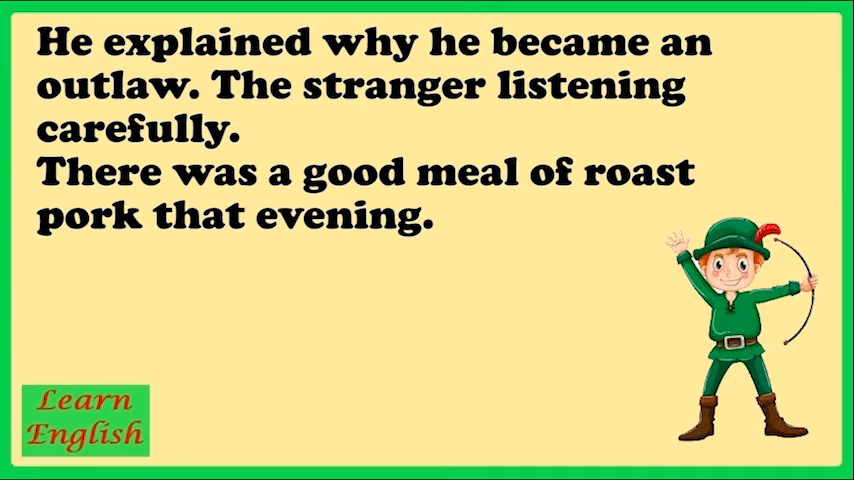 He explained why he became an
outlaw. The stranger listening
carefully.
There was a good meal of roast
pork that evening.
Learn
English